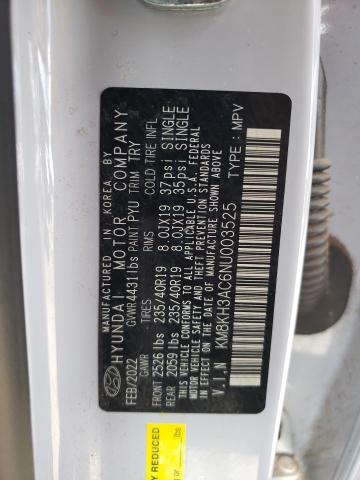 MANUFACTURED IN KOREA BY
HYUNDAI MOTOR COMPANY
FEB/2022 GVWR 4431 lbs PAINT PYU TRIM TRY
GAWR TIRES RIMS COLD TIRE INFL
FRONT 2526 lbs 235/40R19 8.0JX19 37psi SINGLE
REAR 2059 lbs 235/40R19 8.0JX19 35psi SINGLE
THIS VEHICLE CONFORMS TO ALL APPLICABLE U.S.A. FEDERAL
MOTOR VEHICLE SAFETY AND THEFT PREVENTION STANDARDS
IN EFFECT ON THE DATE OF MANUFACTURE SHOWN ABOVE.
V.I.N KM8KH3AC6NU003525 TYPE: MPV
Y REDUCED
lbs